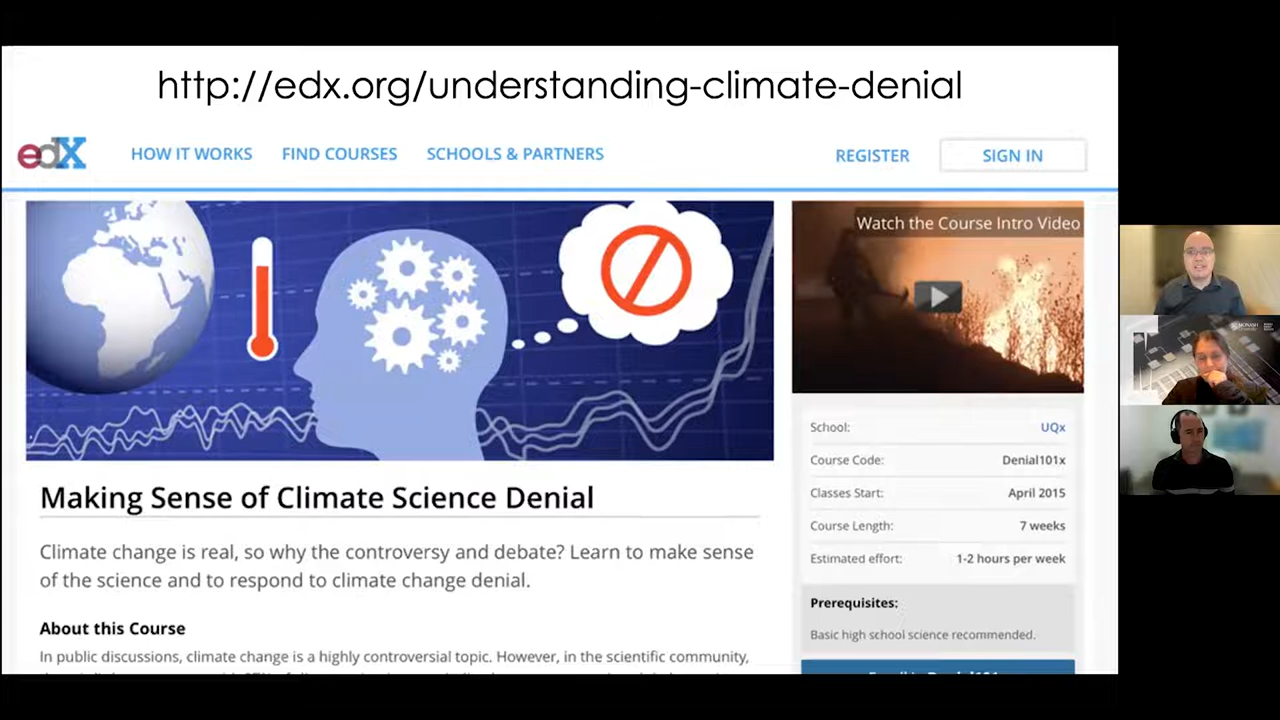 http://edx.org/understanding-climate-denial
edX
HOW IT WORKS
FIND COURSES
SCHOOLS & PARTNERS
REGISTER
SIGN IN
Watch the Course Intro Video
School: UQx
Course Code: Denial101x
Classes Start: April 2015
Course Length: 7 weeks
Estimated effort: 1-2 hours per week
Prerequisites:
Basic high school science recommended.
Making Sense of Climate Science Denial
Climate change is real, so why the controversy and debate? Learn to make sense
of the science and to respond to climate change denial.
About this Course
In public discussions, climate change is a highly controversial topic. However, in the scientific community,
MONASH
University